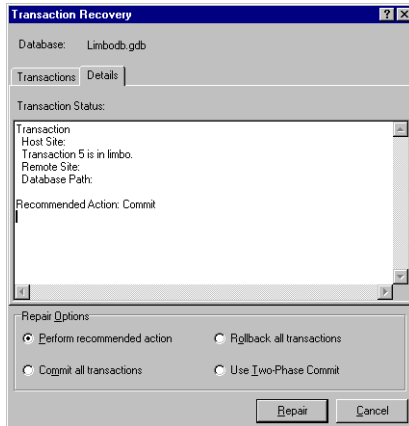 Transaction Recovery
Database: Limbodb.gdb
Transactions Details
Transaction Status:
Transaction
Host Site:
Transaction 5 is in limbo.
Remote Site:
Database Path:
Recommended Action: Commit
Repair Options
Perform recommended action Rollback all transactions
Commit all transactions Use Two-Phase Commit
Repair Cancel